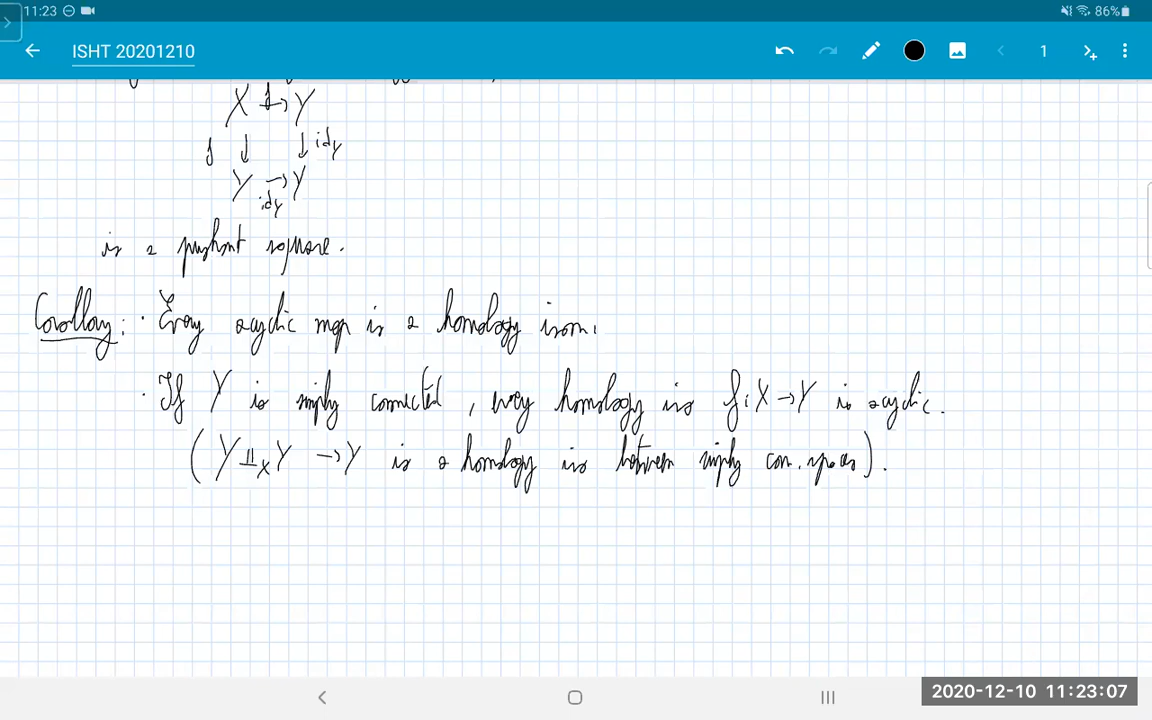 11:23
86%
ISHT 20201210
1
X f→ Y
f ↓ ↓ id_Y
Y → Y
id_Y
is a pushout square.
Corollary: · Every acyclic map is a homology isom.
· If Y is simply connected, every homology iso f: X → Y is acyclic.
(Y ⨿_X Y → Y is a homology iso between simply con. spaces).
2020-12-10 11:23:07